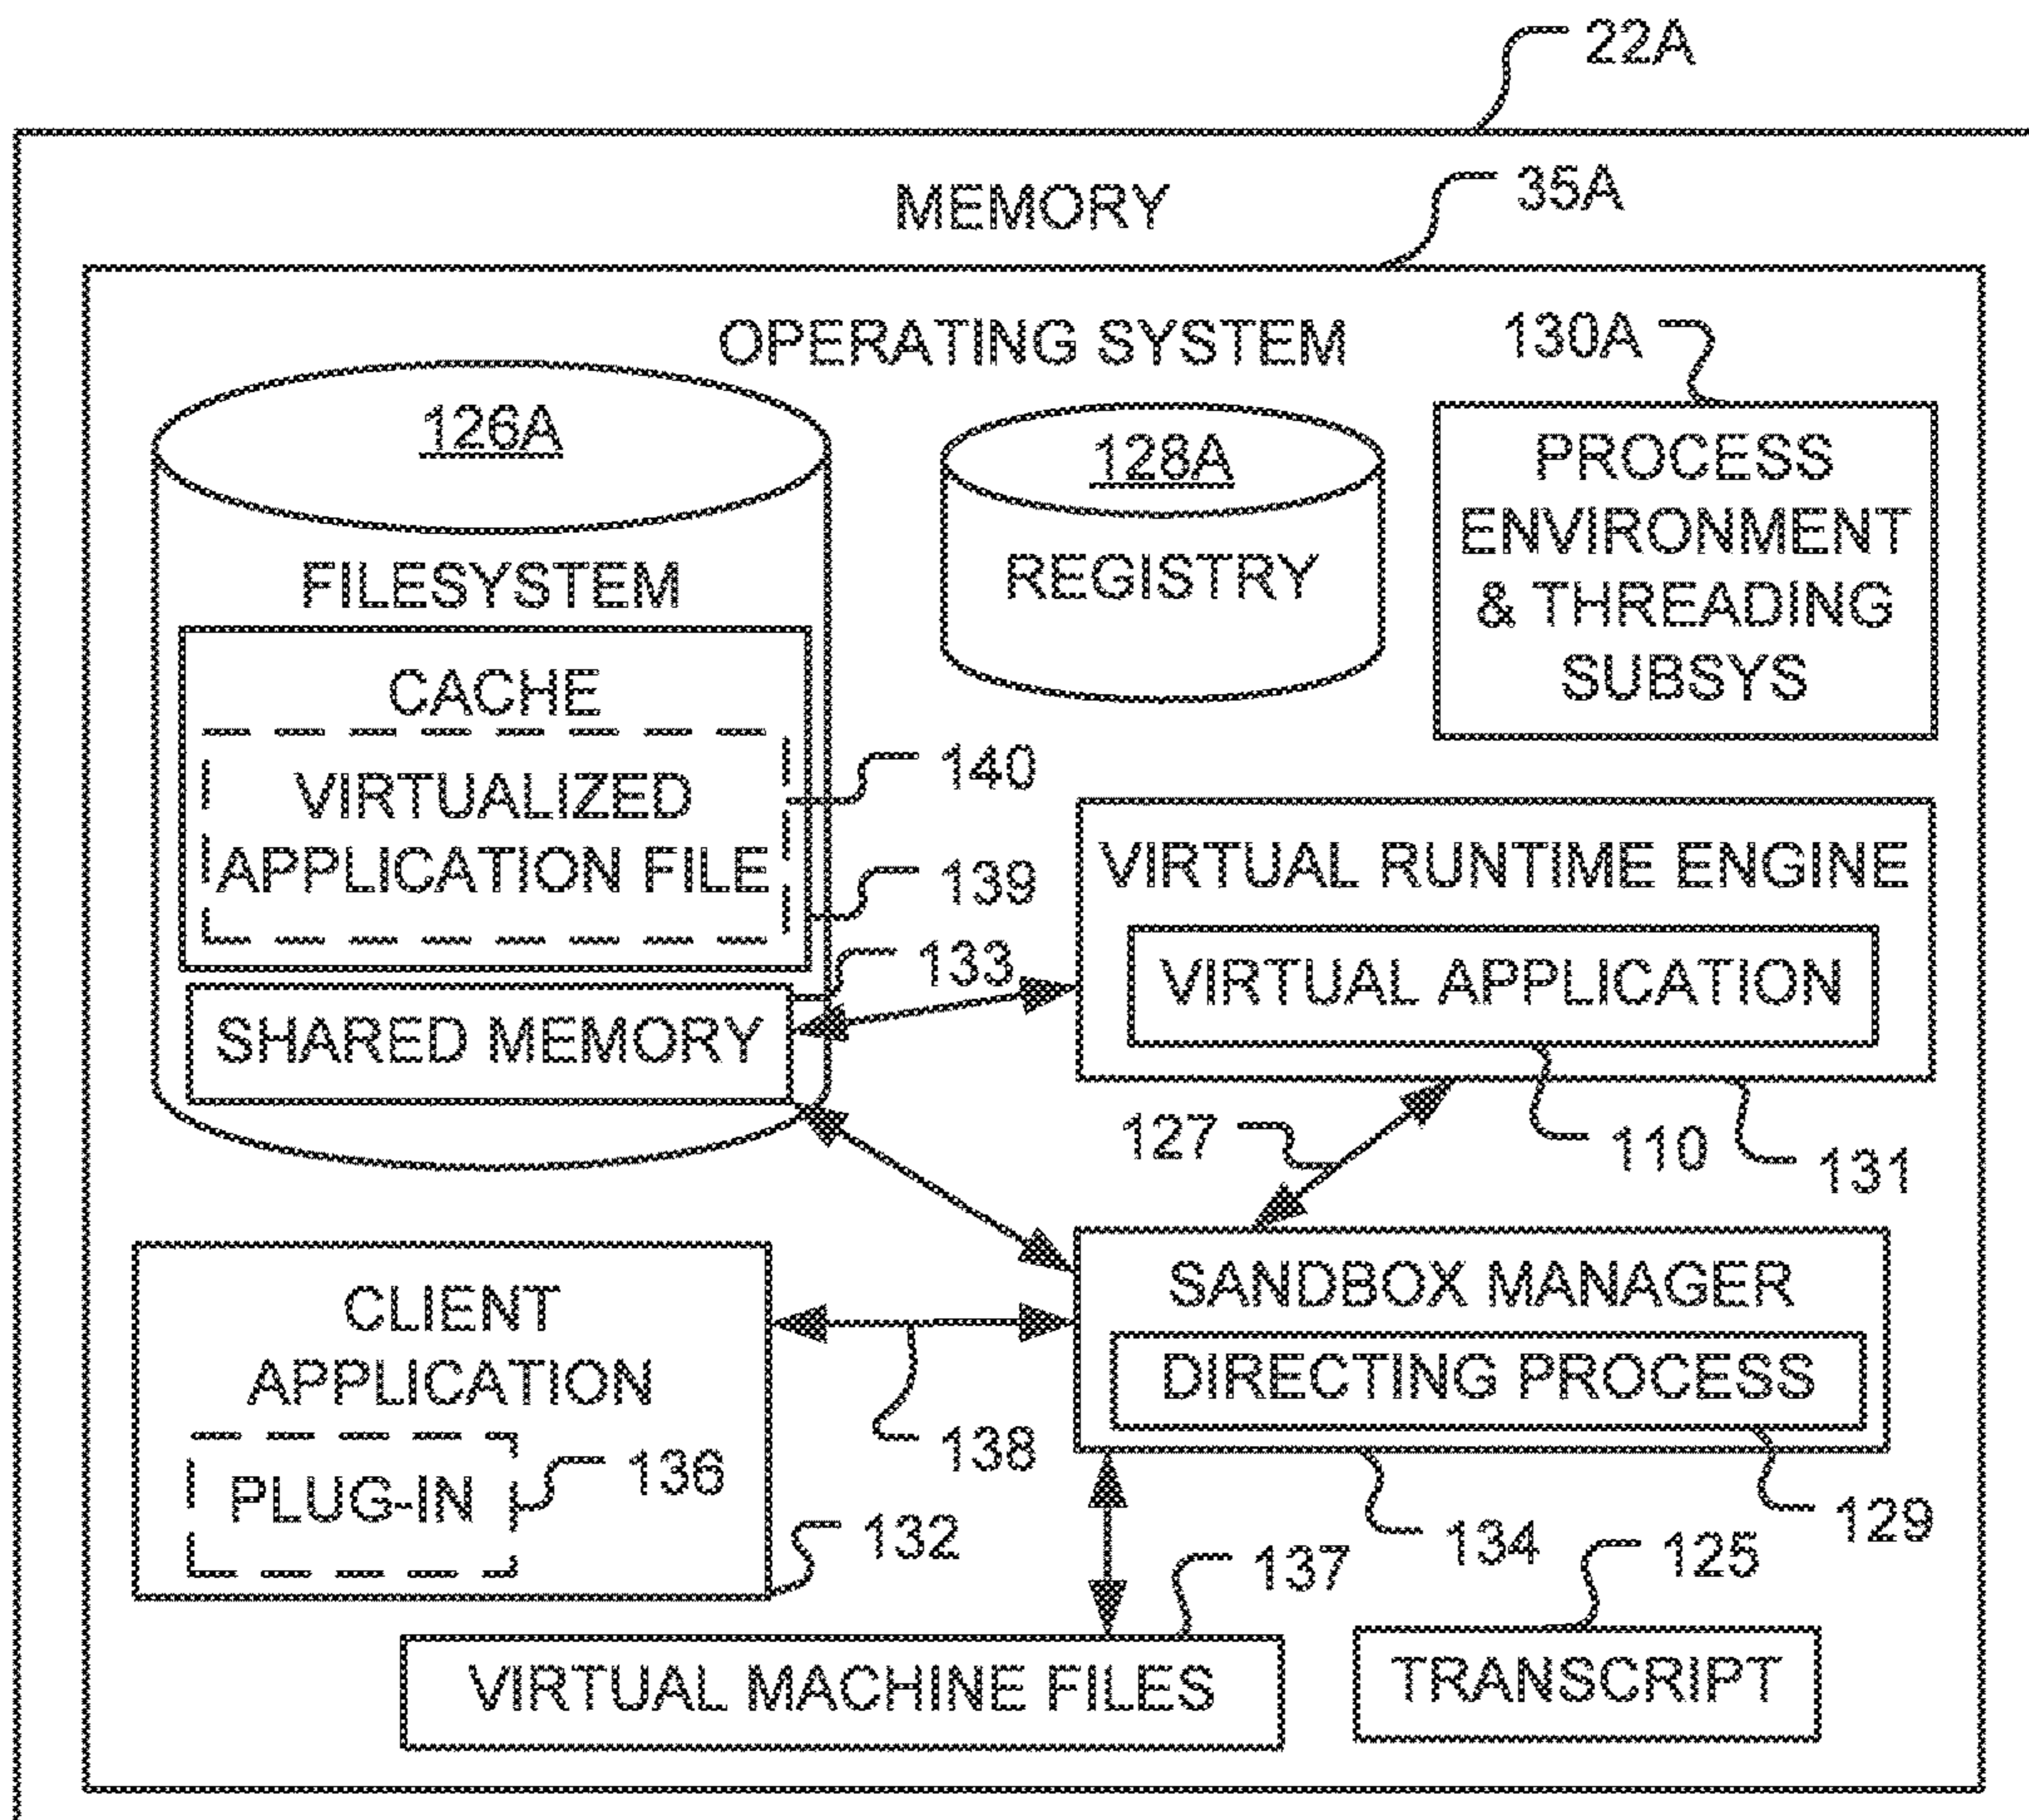 22A
MEMORY
35A
OPERATING SYSTEM
130A
126A
128A
PROCESS
ENVIRONMENT
& THREADING
SUBSYS
FILESYSTEM
REGISTRY
CACHE
VIRTUALIZED
APPLICATION FILE
140
139
VIRTUAL RUNTIME ENGINE
VIRTUAL APPLICATION
133
SHARED MEMORY
127
110
131
CLIENT
APPLICATION
PLUG-IN
136
132
138
SANDBOX MANAGER
DIRECTING PROCESS
134
129
137
125
VIRTUAL MACHINE FILES
TRANSCRIPT